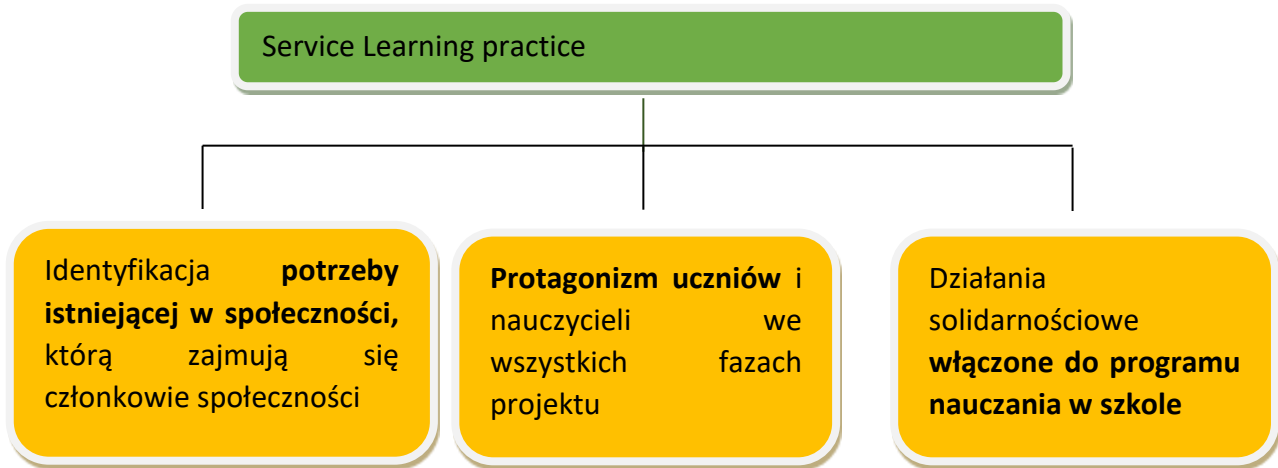 Service Learning practice
Identyfikacja potrzeby
istniejącej w społeczności,
którą zajmują się
członkowie społeczności
Protagonizm uczniów i
nauczycieli we
wszystkich fazach
projektu
Działania
solidarnościowe
włączone do programu
nauczania w szkole